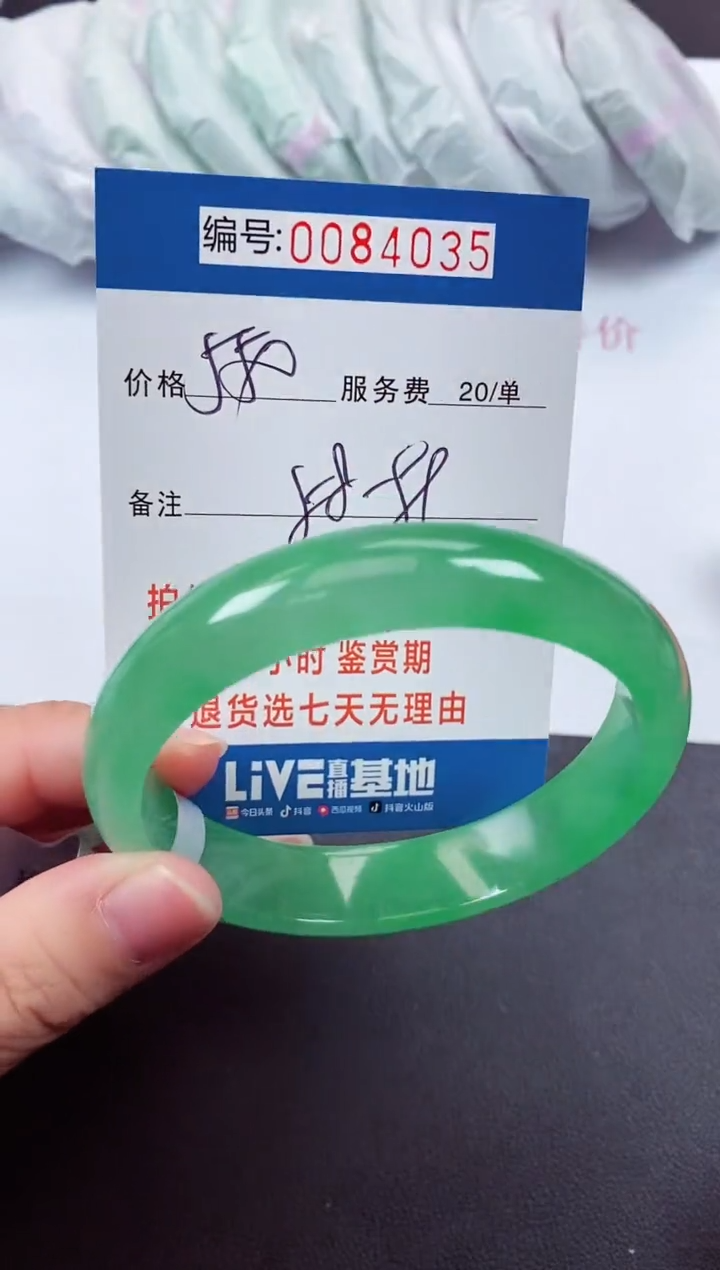 编号:0084035
价格 服务费 20/单
价
备注
拍
小时 鉴赏期
退货选七天无理由
LiVE直播基地
今日头条 抖音 西瓜视频 抖音火山版